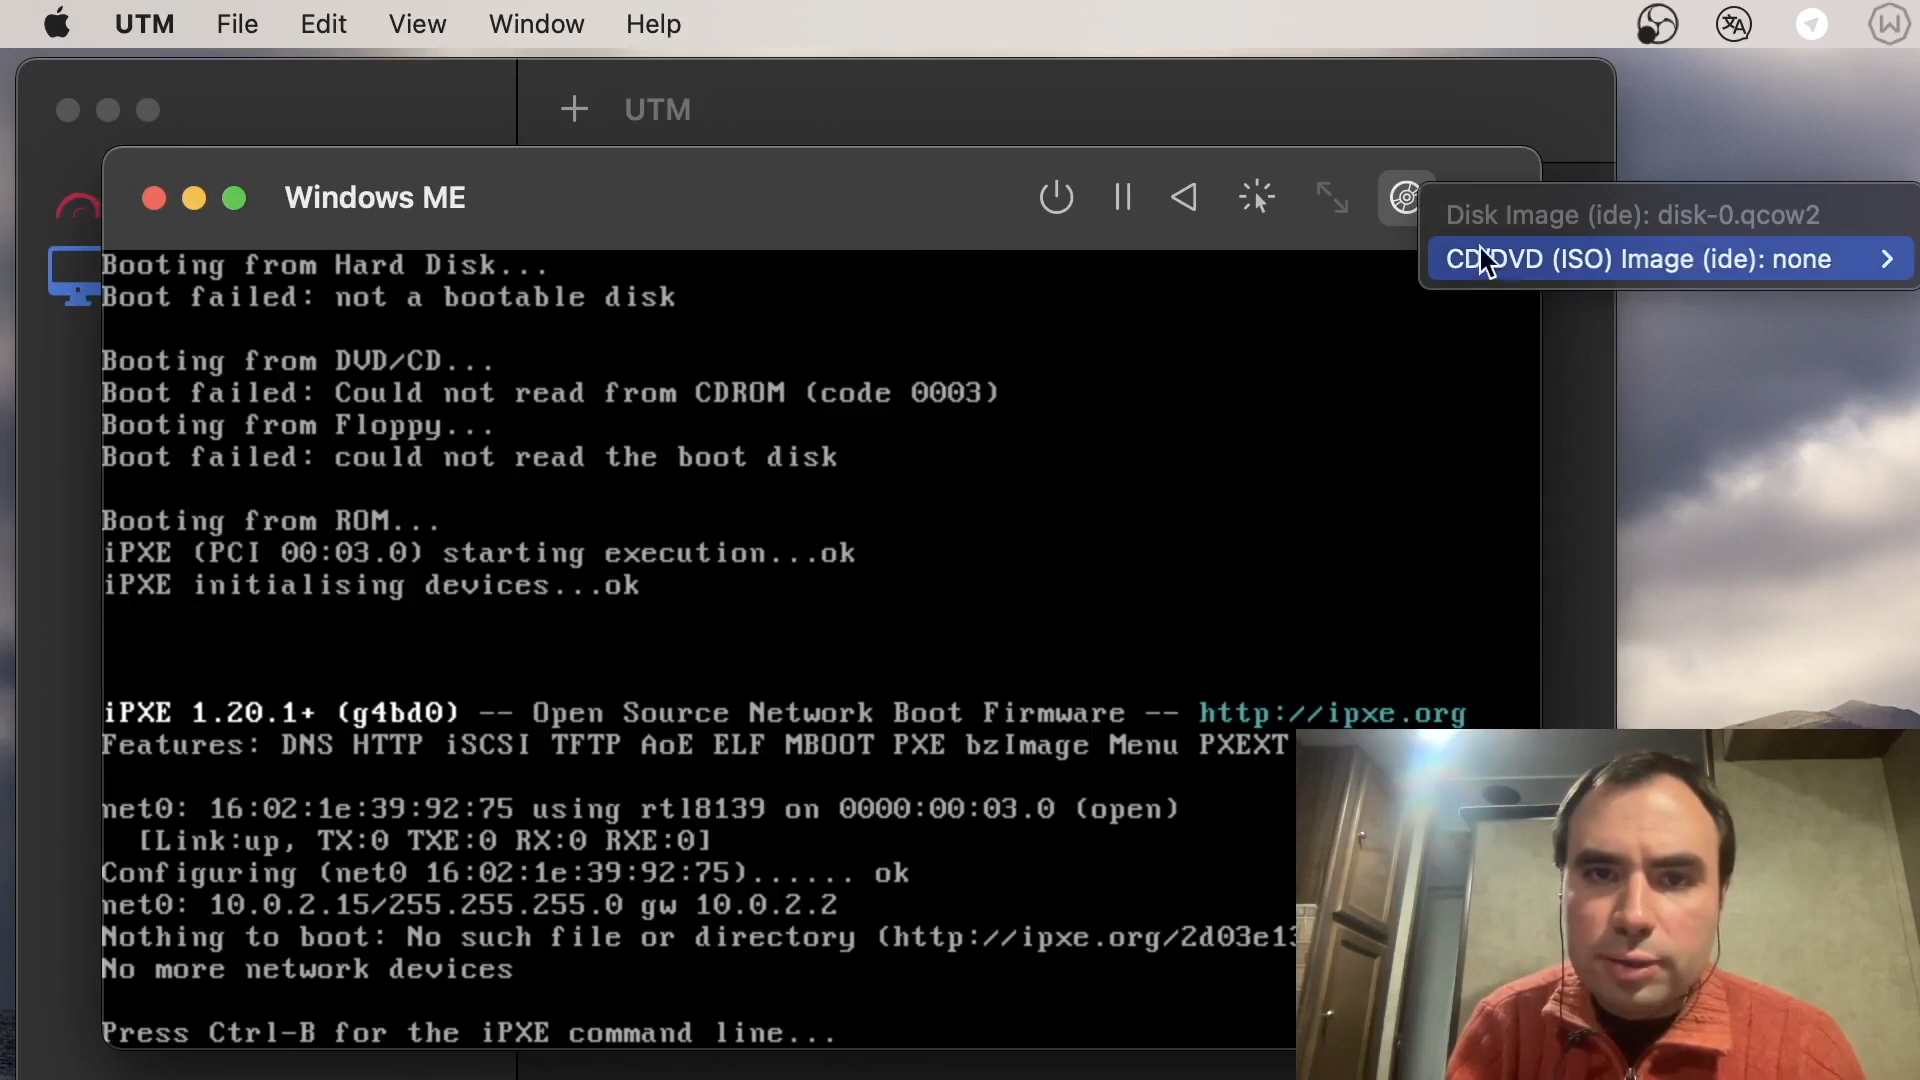 UTM File Edit View Window Help
UTM
Windows ME
Disk Image (ide): disk-0.qcow2
CD/DVD (ISO) Image (ide): none
Booting from Hard Disk...
Boot failed: not a bootable disk
Booting from DVD/CD...
Boot failed: Could not read from CDROM (code 0003)
Booting from Floppy...
Boot failed: could not read the boot disk
Booting from ROM...
iPXE (PCI 00:03.0) starting execution...ok
iPXE initialising devices...ok
iPXE 1.20.1+ (g4bd0) -- Open Source Network Boot Firmware -- http://ipxe.org
Features: DNS HTTP iSCSI TFTP AoE ELF MBOOT PXE bzImage Menu PXEXT
net0: 16:02:1e:39:92:75 using rtl8139 on 0000:00:03.0 (open)
[Link:up, TX:0 TXE:0 RX:0 RXE:0]
Configuring (net0 16:02:1e:39:92:75)...... ok
net0: 10.0.2.15/255.255.255.0 gw 10.0.2.2
Nothing to boot: No such file or directory (http://ipxe.org/2d03e13
No more network devices
Press Ctrl-B for the iPXE command line...